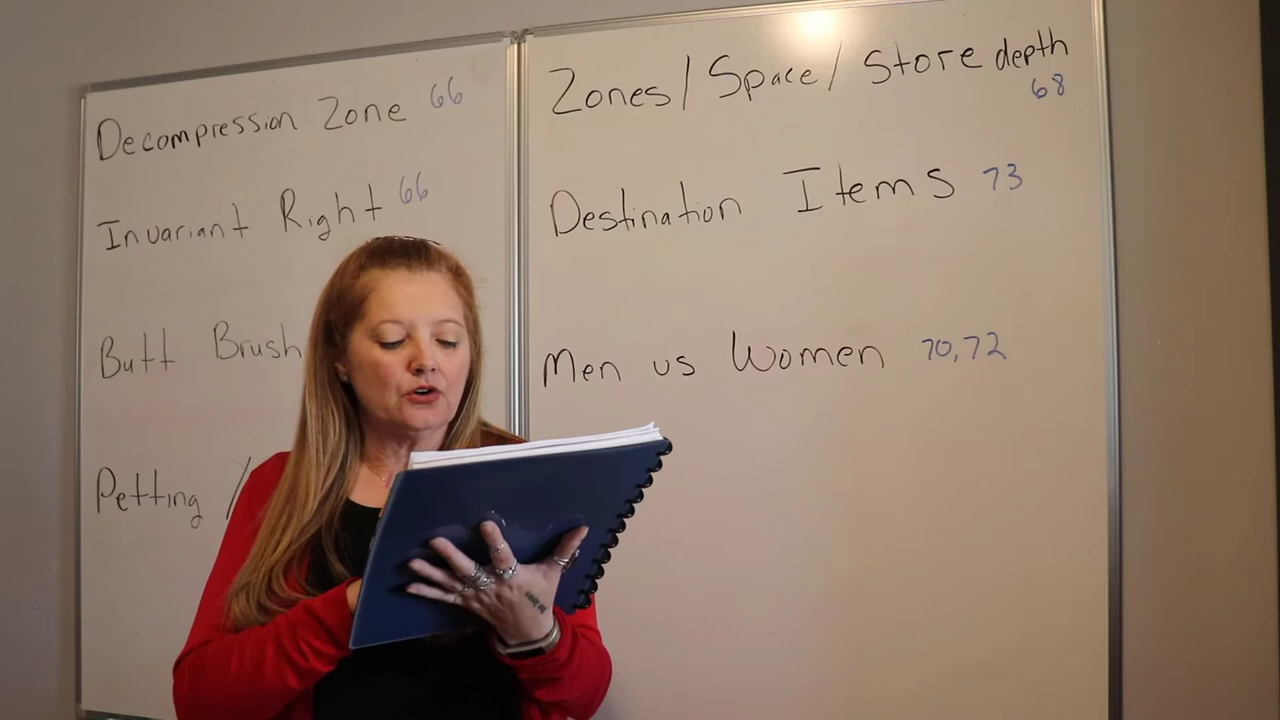 Decompression Zone 66
Invariant Right 66
Butt Brush
Petting /
Zones / Space / Store depth
68
Destination Items 73
Men vs Women 70,72